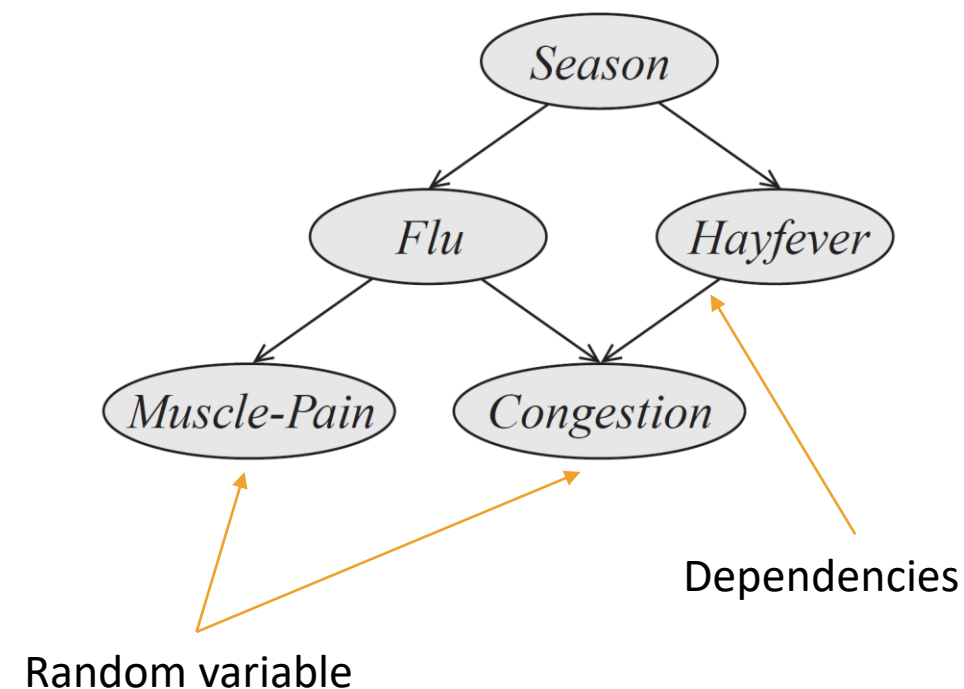 Season
Flu
Hayfever
Muscle-Pain
Congestion
Dependencies
Random variable